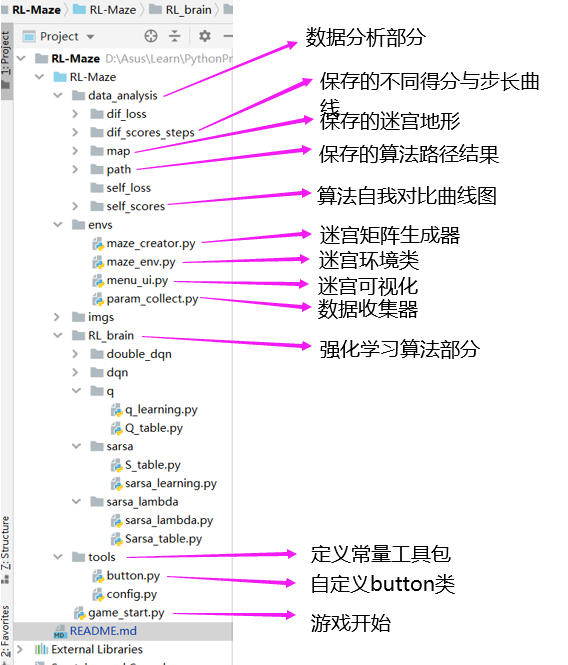 RL-Maze RL-Maze RL_brain
1: Project
Project
RL-Maze D:\Asus\Learn\PythonPr
RL-Maze
data_analysis
数据分析部分
dif_loss
dif_scores_steps
保存的不同得分与步长曲
线
map
保存的迷宫地形
path
保存的算法路径结果
self_loss
self_scores
算法自我对比曲线图
envs
maze_creator.py
迷宫矩阵生成器
maze_env.py
迷宫环境类
menu_ui.py
迷宫可视化
param_collect.py
数据收集器
imgs
RL_brain
强化学习算法部分
double_dqn
dqn
q
q_learning.py
Q_table.py
sarsa
S_table.py
sarsa_learning.py
sarsa_lambda
sarsa_lambda.py
Sarsa_table.py
Z: Structure
tools
定义常量工具包
button.py
自定义button类
config.py
game_start.py
游戏开始
README.md
2: Favorites
External Libraries